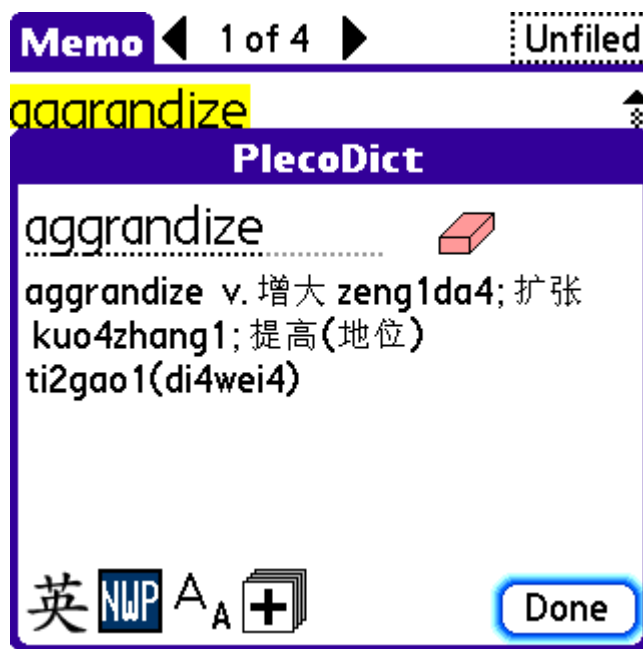 Memo 1 of 4 Unfiled
aggrandize
PlecoDict
aggrandize
aggrandize v. 增大 zeng1da4; 扩张
kuo4zhang1; 提高(地位)
ti2gao1(di4wei4)
英 NWP A A Done